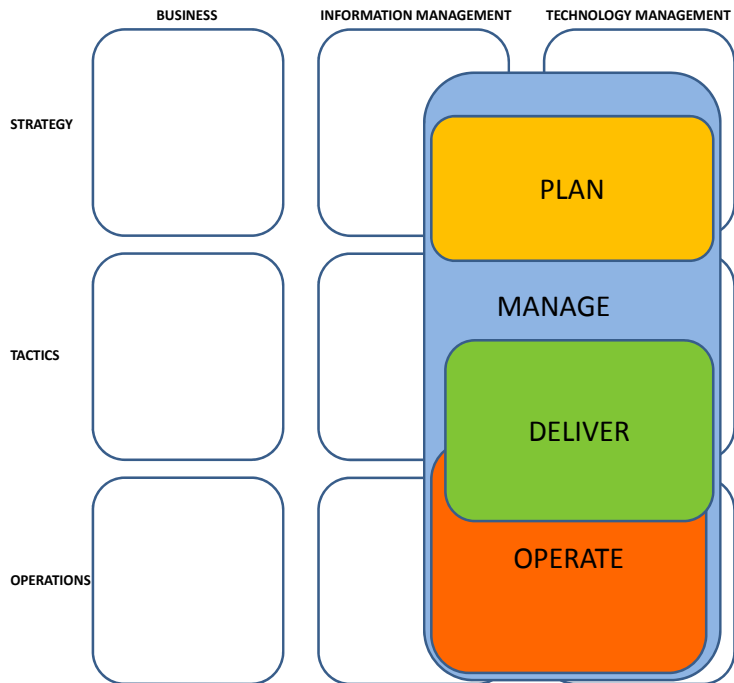 BUSINESS
INFORMATION MANAGEMENT
TECHNOLOGY MANAGEMENT
STRATEGY
PLAN
MANAGE
TACTICS
DELIVER
OPERATE
OPERATIONS